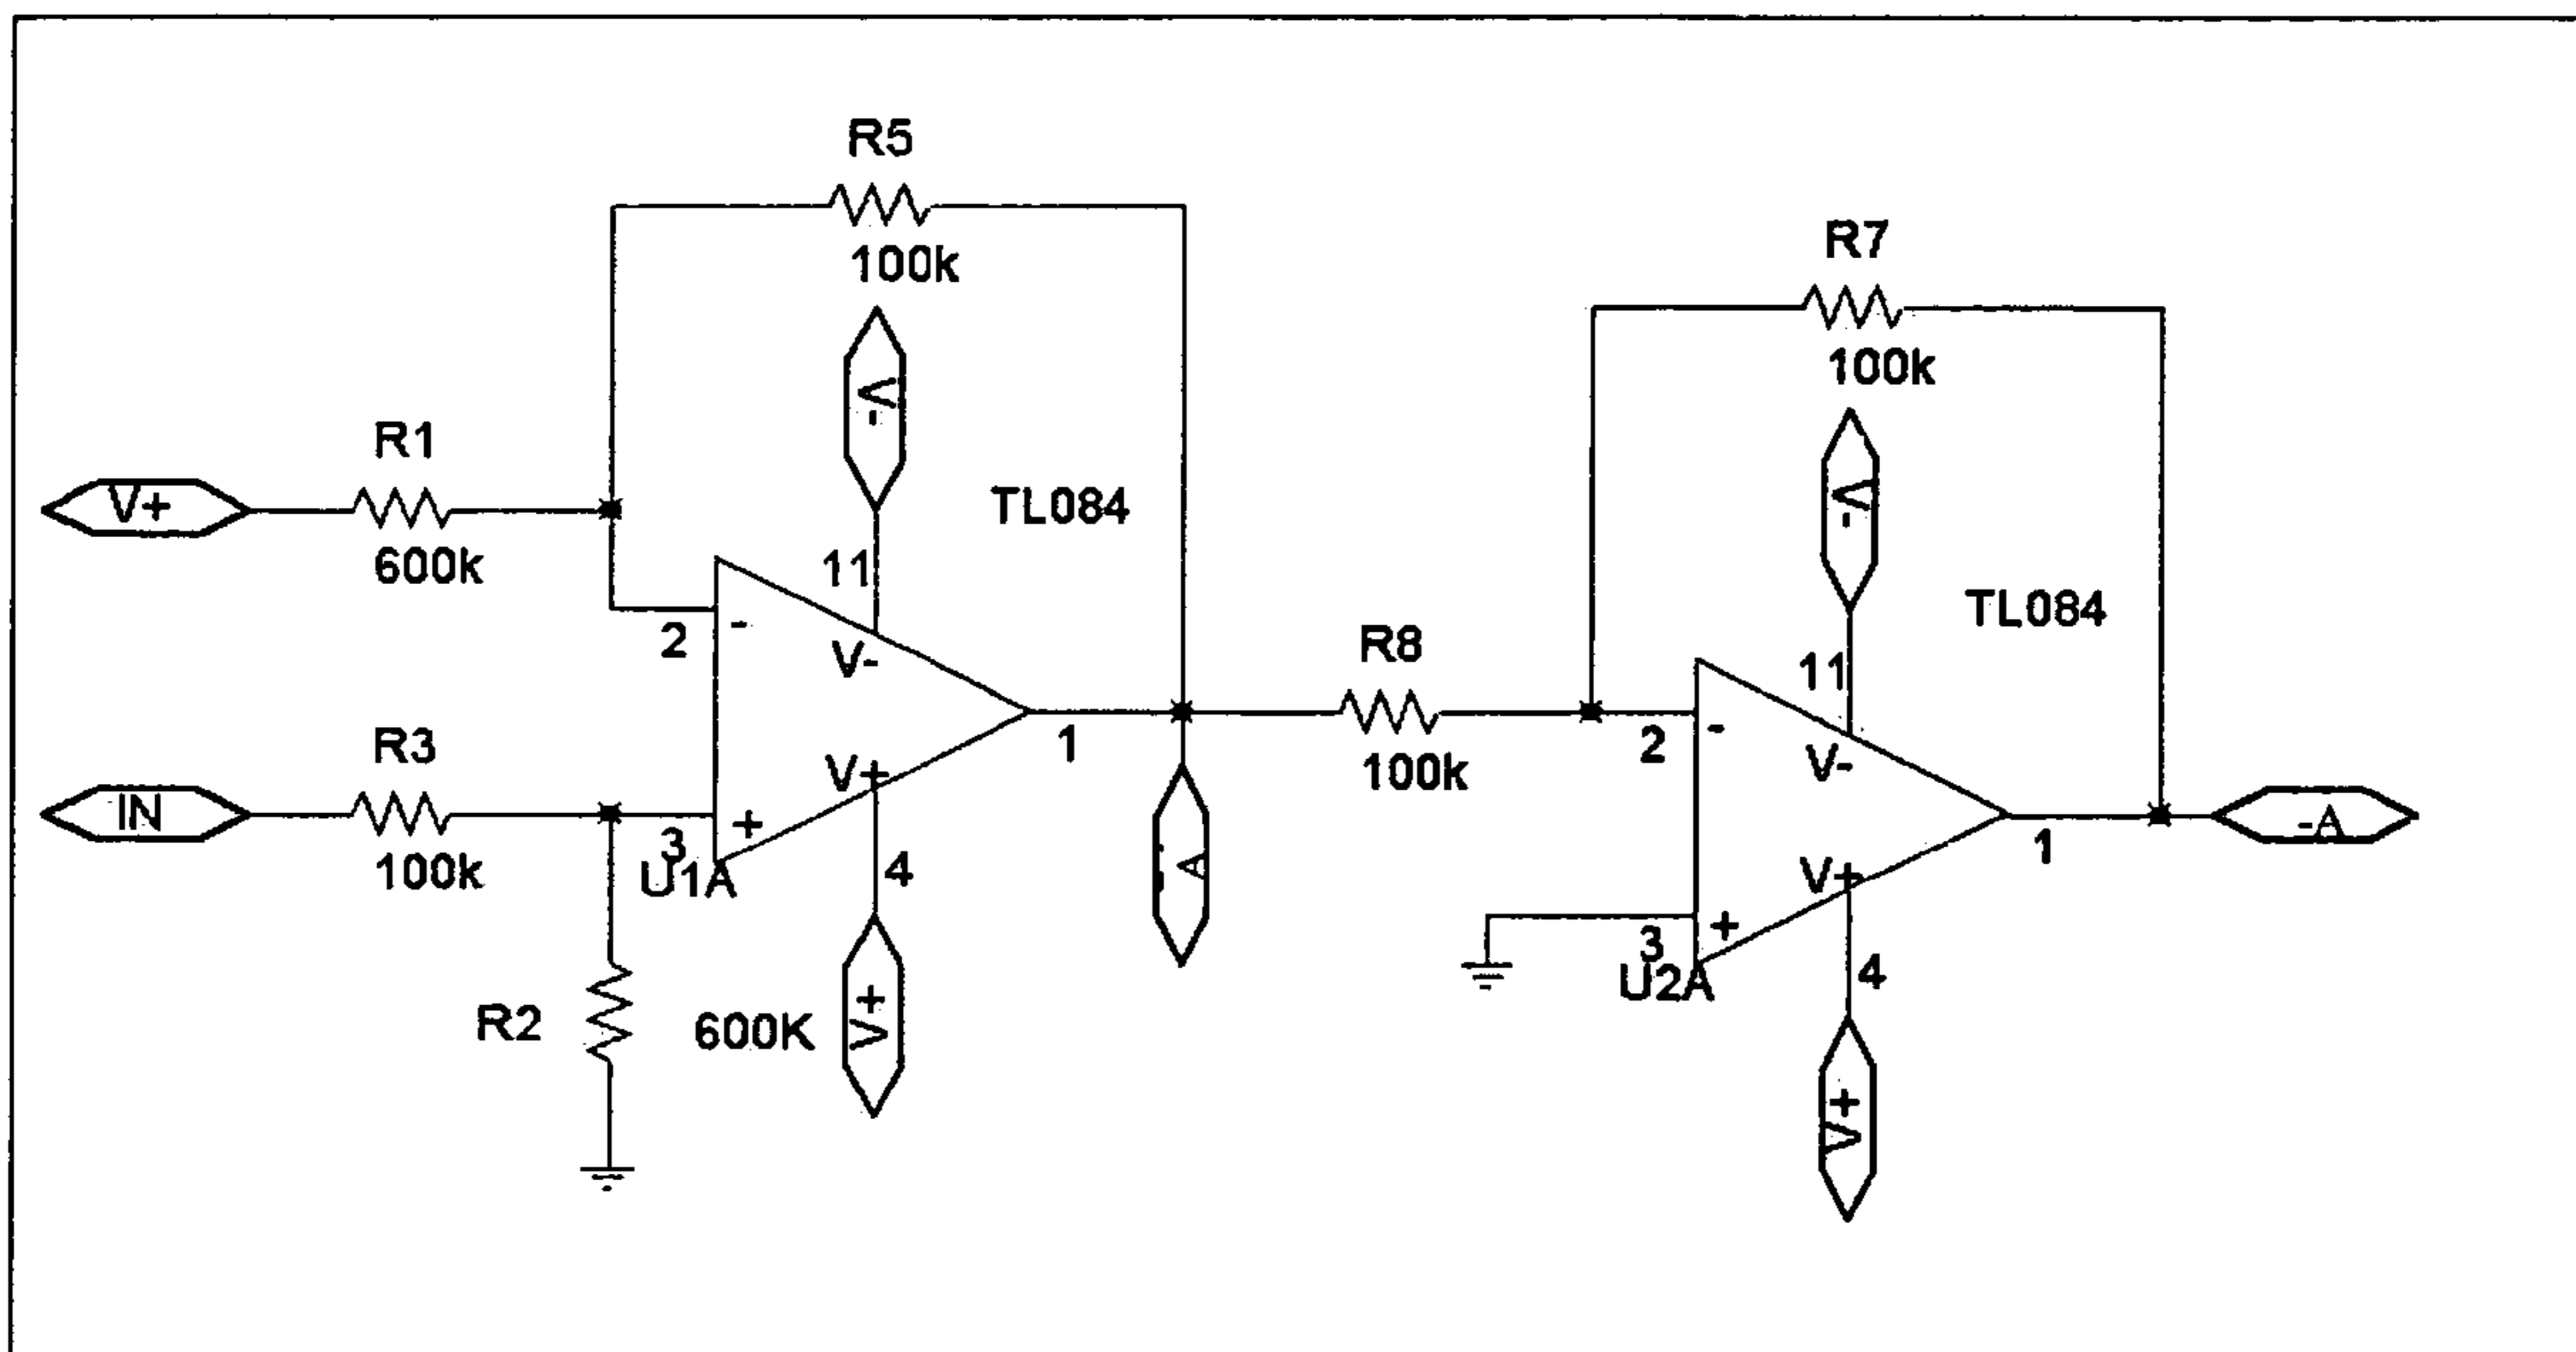 R5
100k
R7
100k
V-
V-
R1
V+
600k
TL084
11
2
-
V-
TL084
R8
11
2
-
V-
1
100k
R3
IN
100k
V+
+
3
U1A
4
A
-A
1
V+
+
3
U2A
4
R2
600K
V+
V+